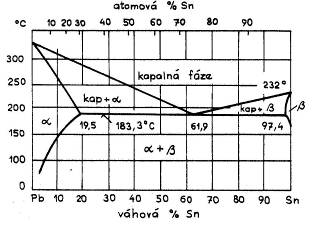 atomová % Sn
°C 10 20 30 40 50 60 70 80 90
300
kapalná fáze
250
232°
kap + α
kap + β
200
α
β
19,5 183,3°C 61,9 97,4
150
α + β
100
0
Pb 10 20 30 40 50 60 70 80 90 Sn
váhová % Sn